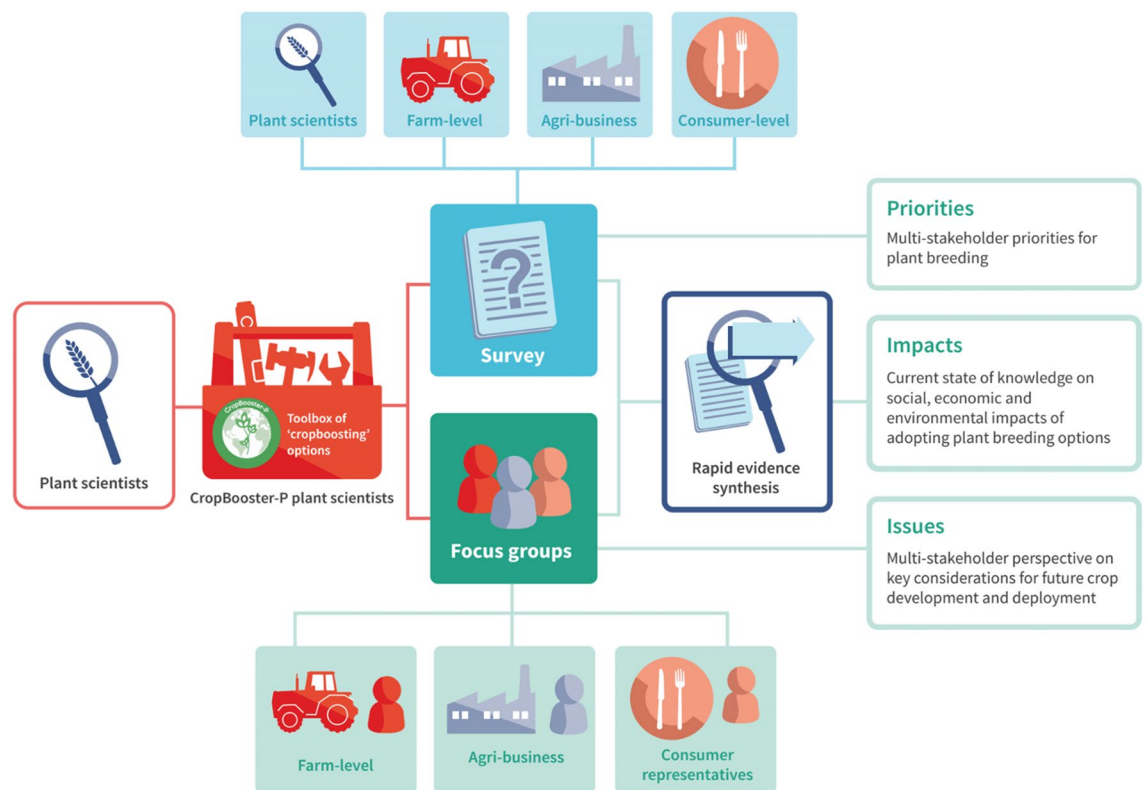 Plant scientists
Farm-level
Agri-business
Consumer-level
Priorities
Multi-stakeholder priorities for
plant breeding
?
Survey
CropBooster-P
Toolbox of
‘cropboosting’
options
Plant scientists
CropBooster-P plant scientists
Rapid evidence
synthesis
Impacts
Current state of knowledge on
social, economic and
environmental impacts of
adopting plant breeding options
Focus groups
Issues
Multi-stakeholder perspective on
key considerations for future crop
development and deployment
Farm-level
Agri-business
Consumer
representatives